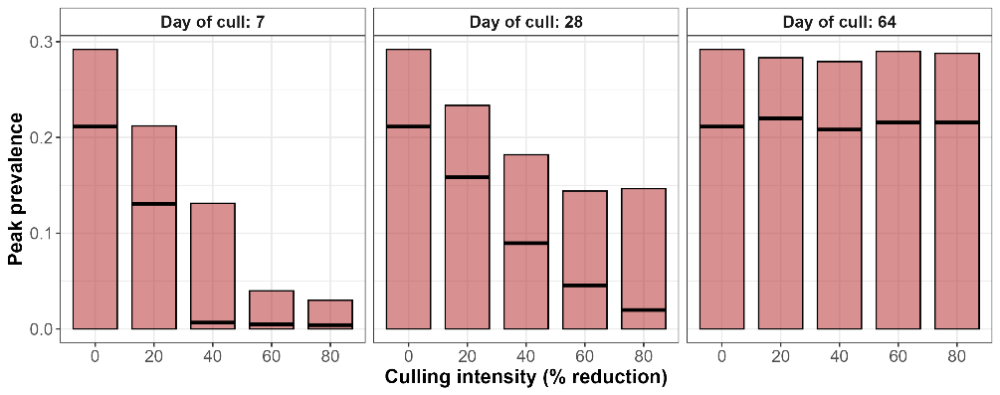 Day of cull: 7
Day of cull: 28
Day of cull: 64
Peak prevalence
0.3
0.2
0.1
0.0
0 20 40 60 80
0 20 40 60 80
0 20 40 60 80
Culling intensity (% reduction)